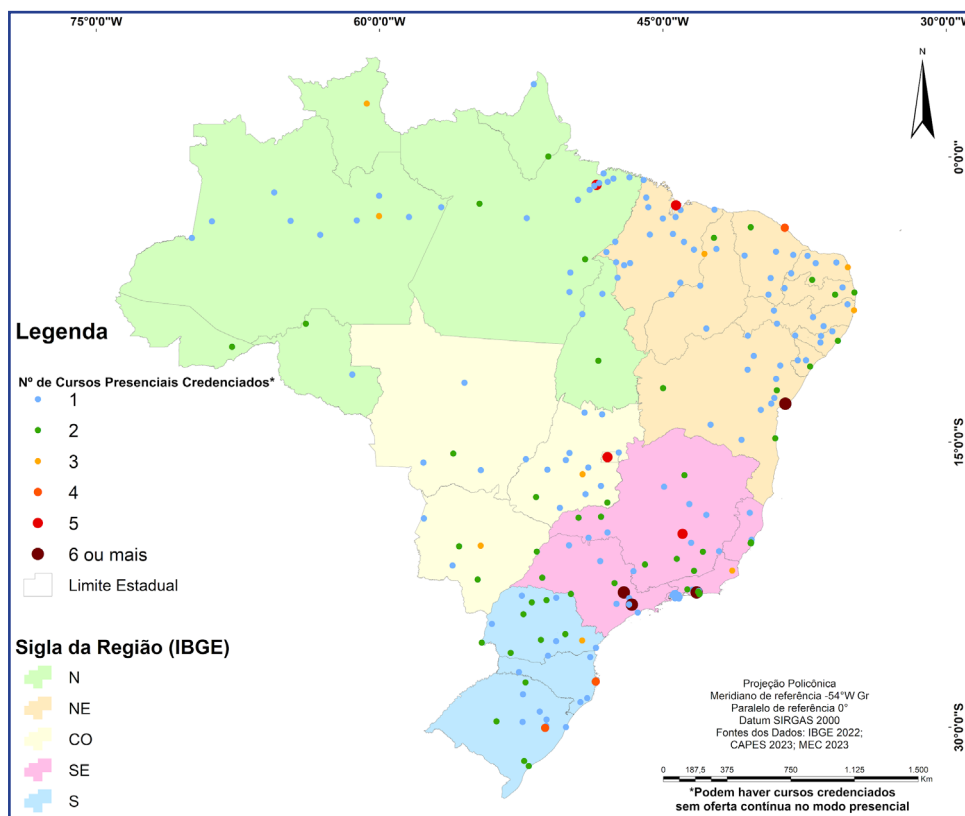 75°0'0"W
60°0'0"W
45°0'0"W
30°0'0"W
N
0°0'0"
15°0'0"S
30°0'0"S
Legenda
Nº de Cursos Presenciais Credenciados*
1
2
3
4
5
6 ou mais
Limite Estadual
Sigla da Região (IBGE)
N
NE
CO
SE
S
Projeção Policônica
Meridiano de referência -54°W Gr
Paralelo de referência 0°
Datum SIRGAS 2000
Fontes dos Dados: IBGE 2022;
CAPES 2023; MEC 2023
0 187,5 375 750 1.125 1.500
Km
*Podem haver cursos credenciados
sem oferta contínua no modo presencial